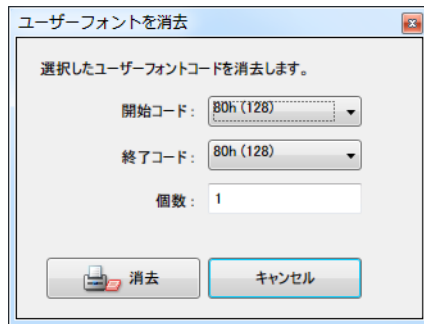 ユーザーフォントを消去
選択したユーザーフォントコードを消去します。
開始コード: 80h (128)
終了コード: 80h (128)
個数: 1
消去 キャンセル